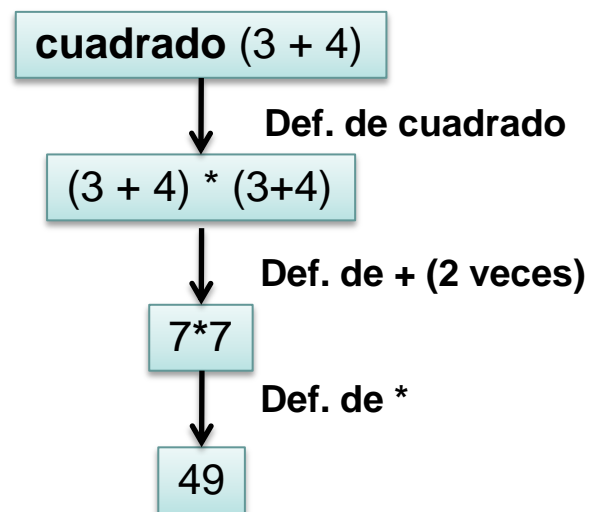 cuadrado (3 + 4)
Def. de cuadrado
(3 + 4) * (3+4)
Def. de + (2 veces)
7*7
Def. de *
49